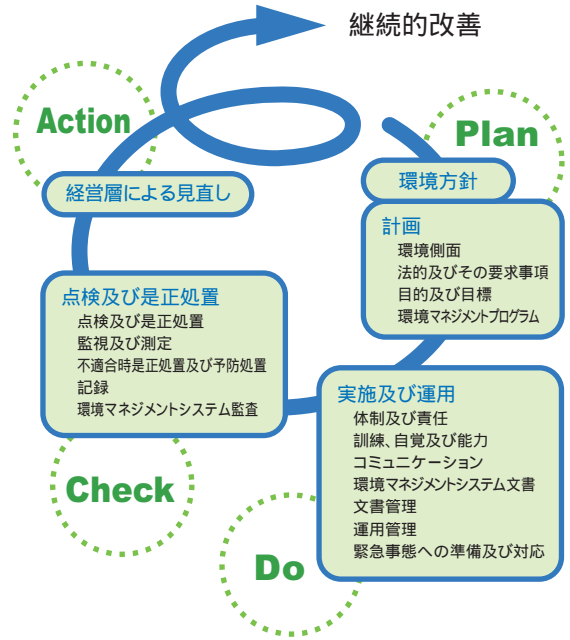 継続的改善
Action
Plan
経営層による見直し
環境方針
計画
環境側面
法的及びその要求事項
目的及び目標
環境マネジメントプログラム
点検及び是正処置
点検及び是正処置
監視及び測定
不適合時是正処置及び予防処置
記録
環境マネジメントシステム監査
実施及び運用
体制及び責任
訓練、自覚及び能力
コミュニケーション
環境マネジメントシステム文書
文書管理
運用管理
緊急事態への準備及び対応
Check
Do